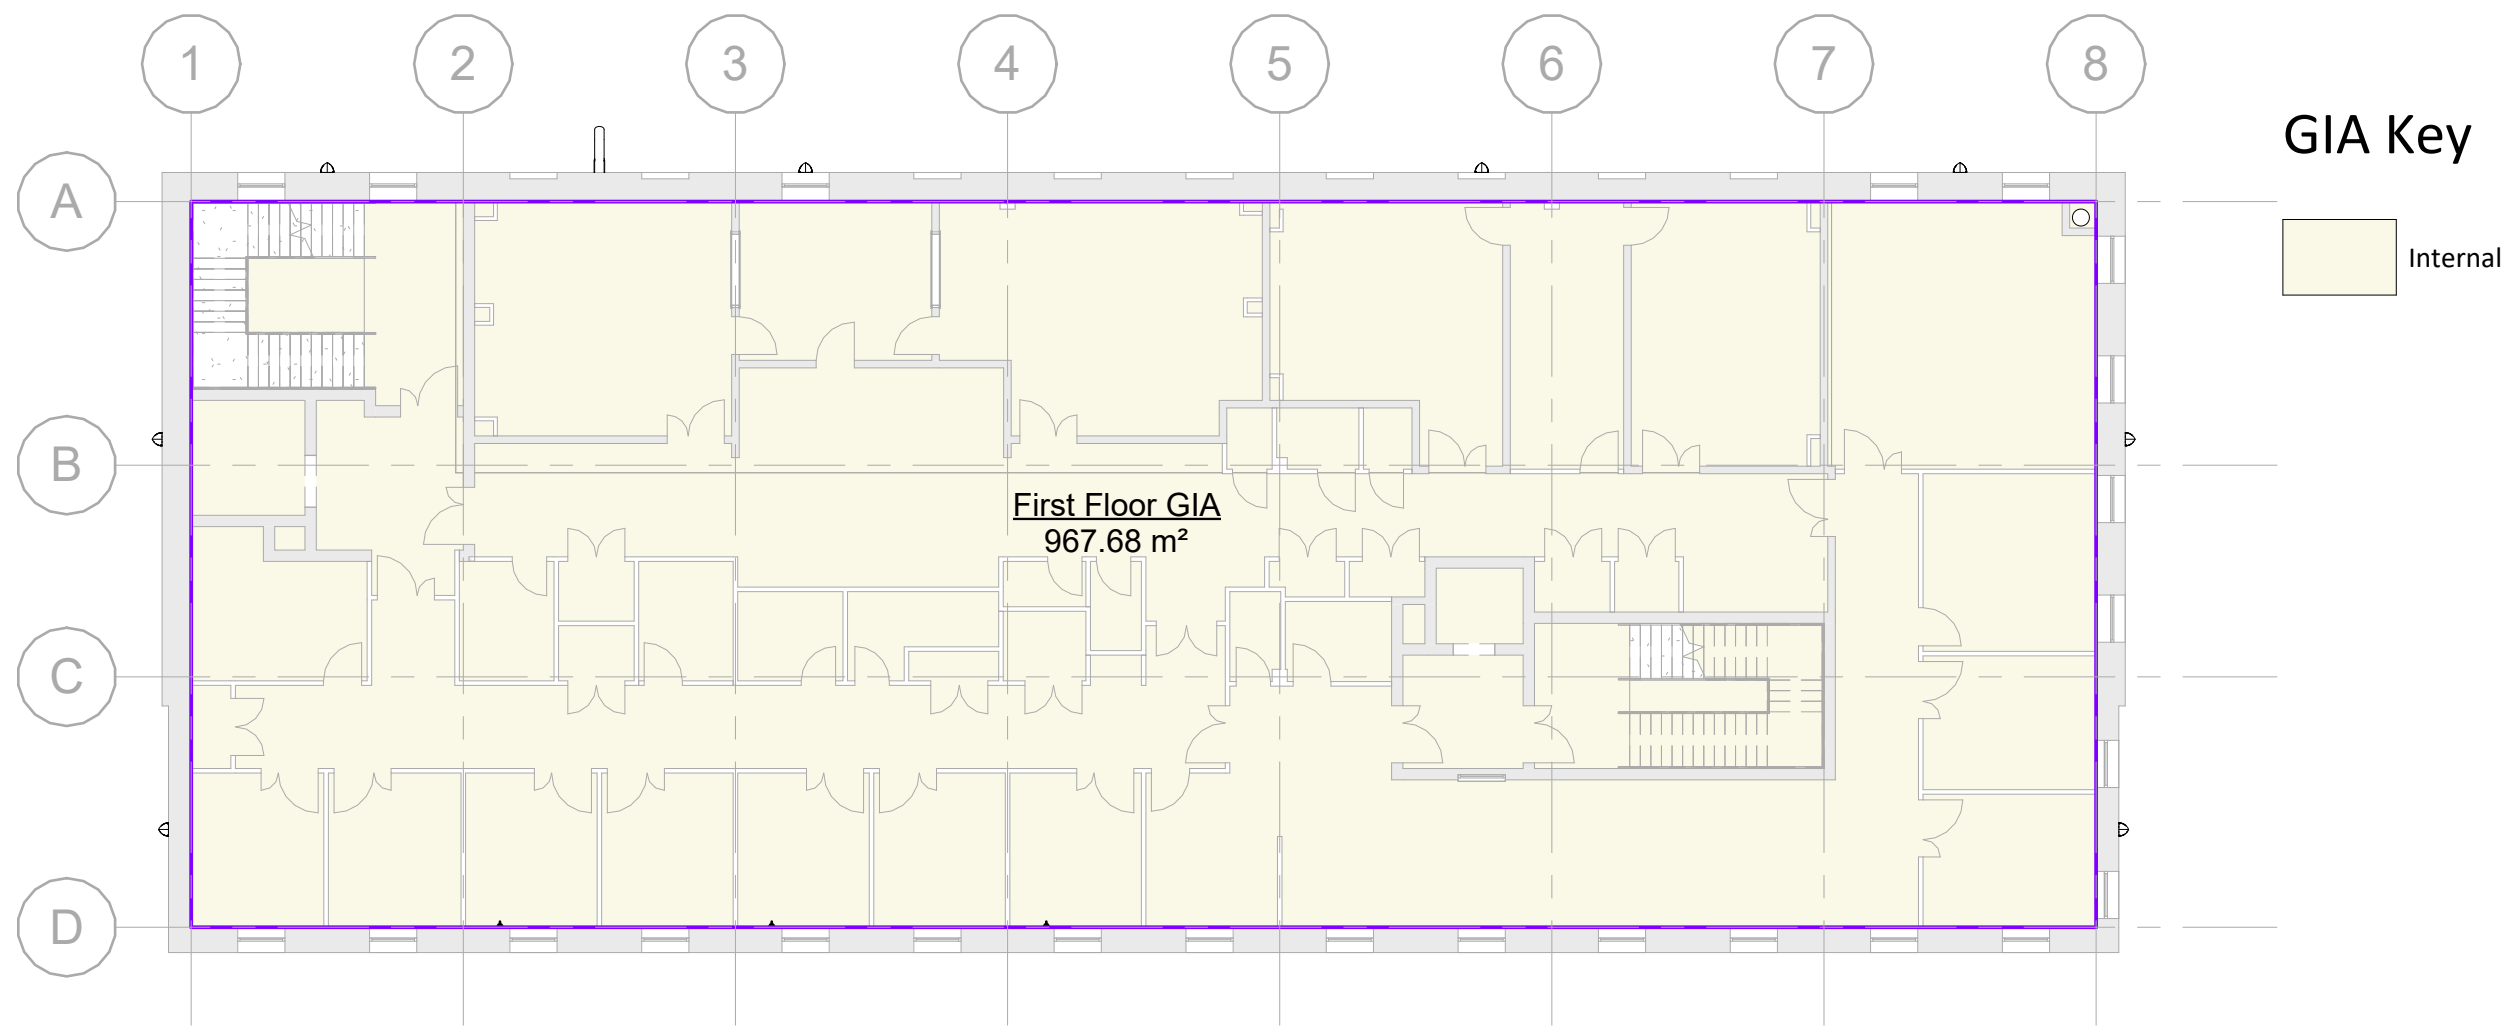 1 2 3 4 5 6 7 8
GIA Key
A
Internal
B
First Floor GIA
967.68 m²
C
D